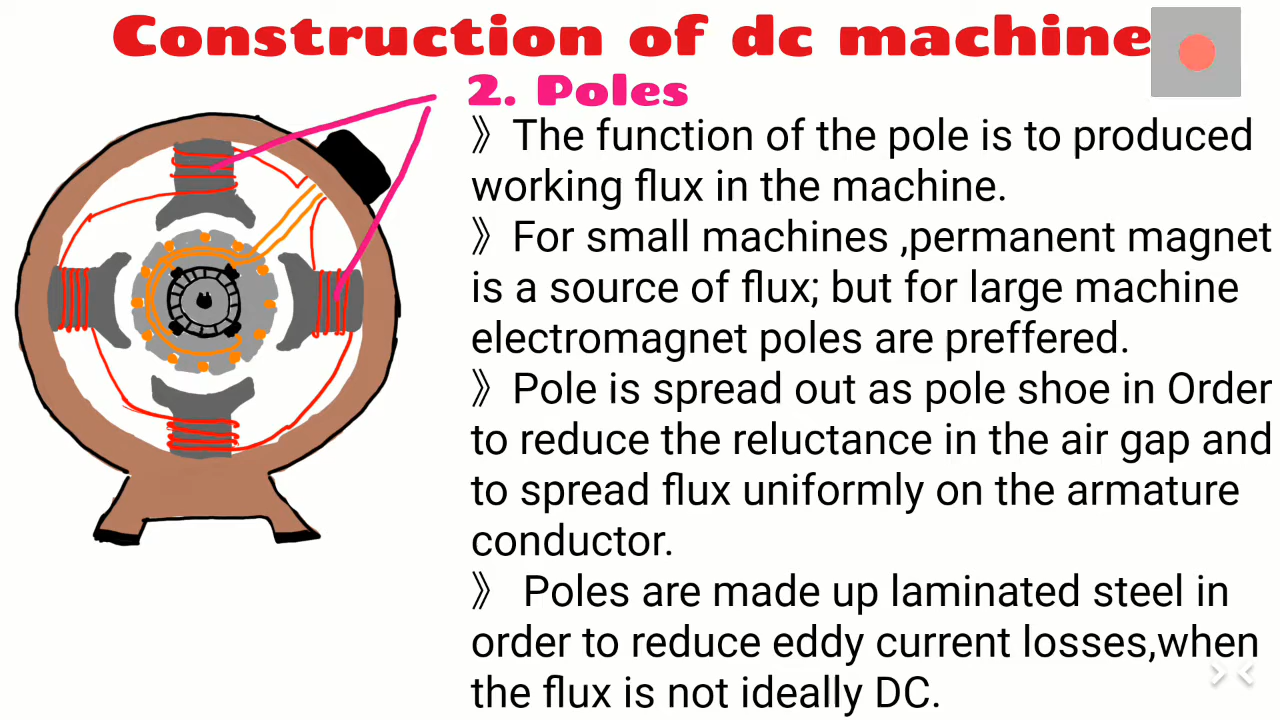 Construction of dc machine
2. Poles
》The function of the pole is to produced
working flux in the machine.
》For small machines ,permanent magnet
is a source of flux; but for large machine
electromagnet poles are preffered.
》Pole is spread out as pole shoe in Order
to reduce the reluctance in the air gap and
to spread flux uniformly on the armature
conductor.
》 Poles are made up laminated steel in
order to reduce eddy current losses,when
the flux is not ideally DC.